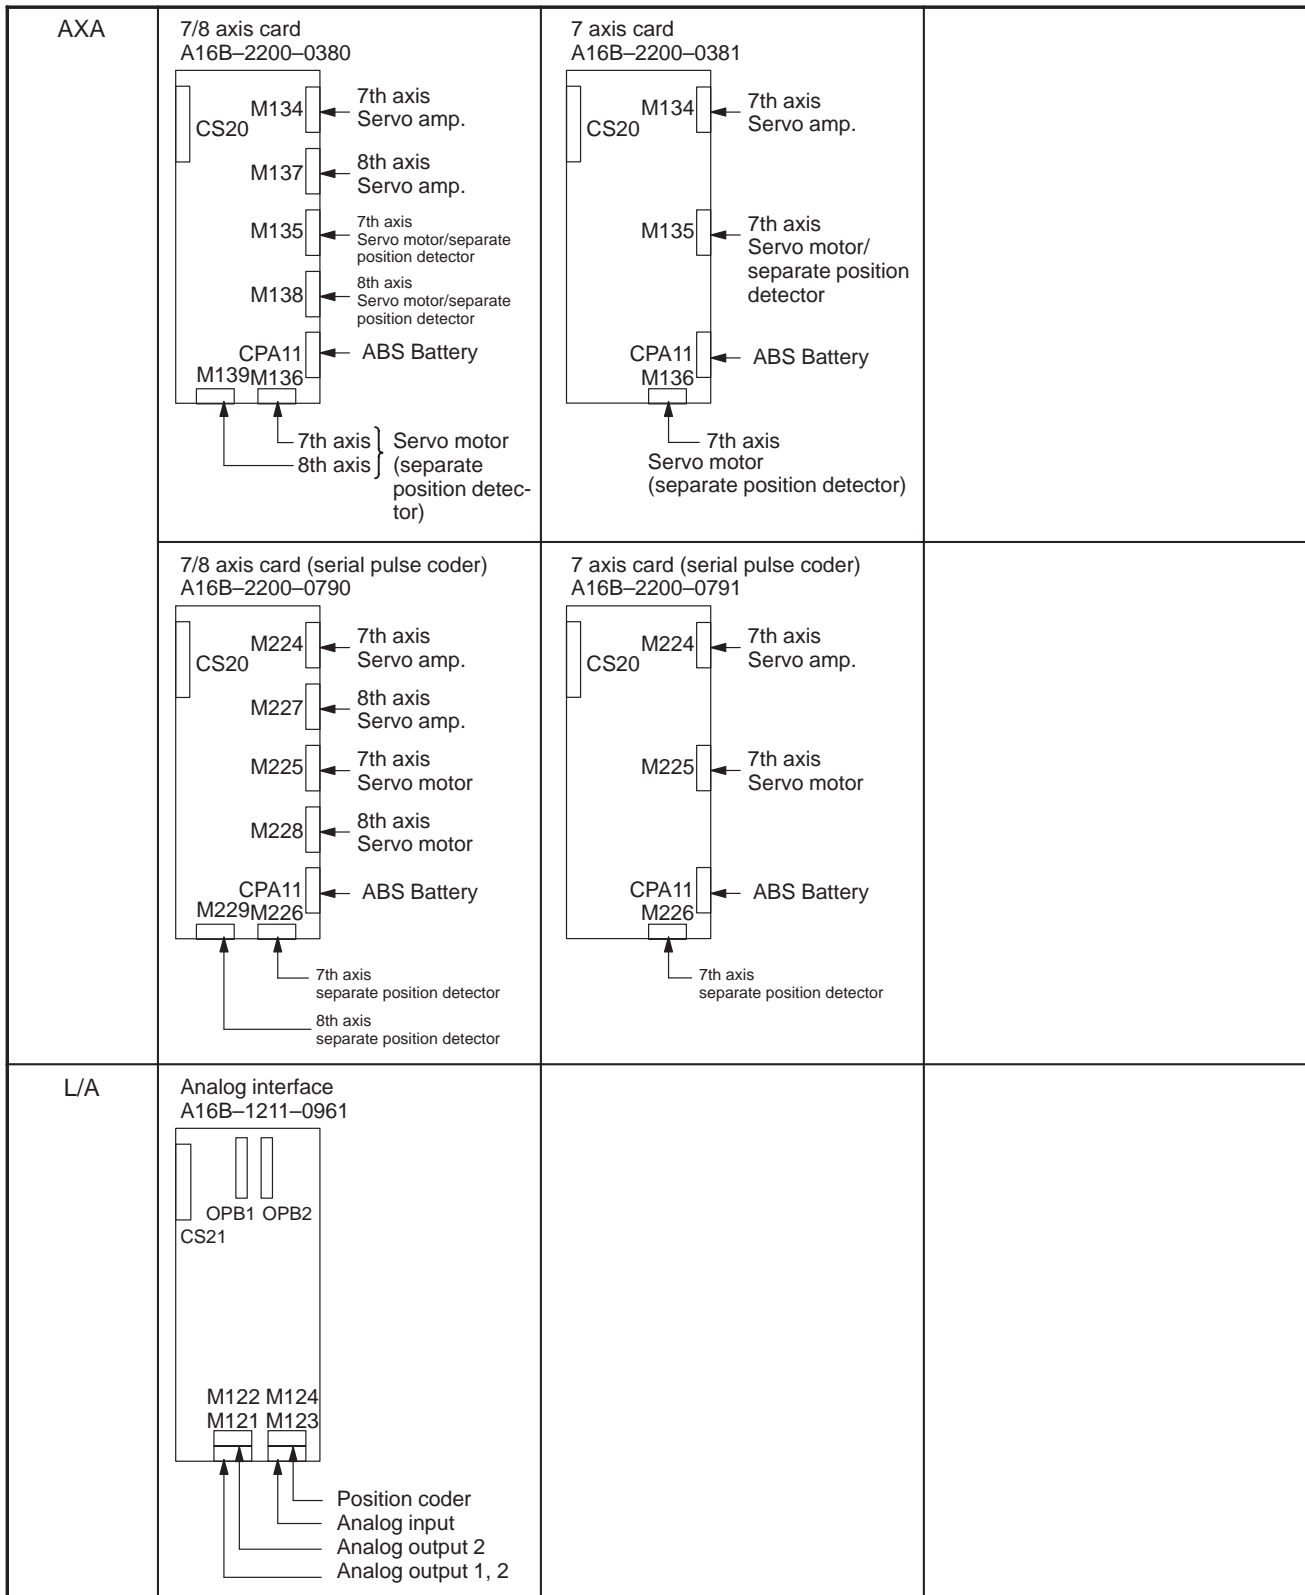 AXA
7/8 axis card
A16B–2200–0380
CS20
M134
7th axis
Servo amp.
M137
8th axis
Servo amp.
M135
7th axis
Servo motor/separate
position detector
M138
8th axis
Servo motor/separate
position detector
CPA11
ABS Battery
M139 M136
7th axis
8th axis
Servo motor
(separate
position detec-
tor)
7 axis card
A16B–2200–0381
CS20
M134
7th axis
Servo amp.
M135
7th axis
Servo motor/
separate position
detector
CPA11
ABS Battery
M136
7th axis
Servo motor
(separate position detector)
7/8 axis card (serial pulse coder)
A16B–2200–0790
CS20
M224
7th axis
Servo amp.
M227
8th axis
Servo amp.
M225
7th axis
Servo motor
M228
8th axis
Servo motor
CPA11
ABS Battery
M229 M226
7th axis
separate position detector
8th axis
separate position detector
7 axis card (serial pulse coder)
A16B–2200–0791
CS20
M224
7th axis
Servo amp.
M225
7th axis
Servo motor
CPA11
ABS Battery
M226
7th axis
separate position detector
L/A
Analog interface
A16B–1211–0961
OPB1 OPB2
CS21
M122 M124
M121 M123
Position coder
Analog input
Analog output 2
Analog output 1, 2